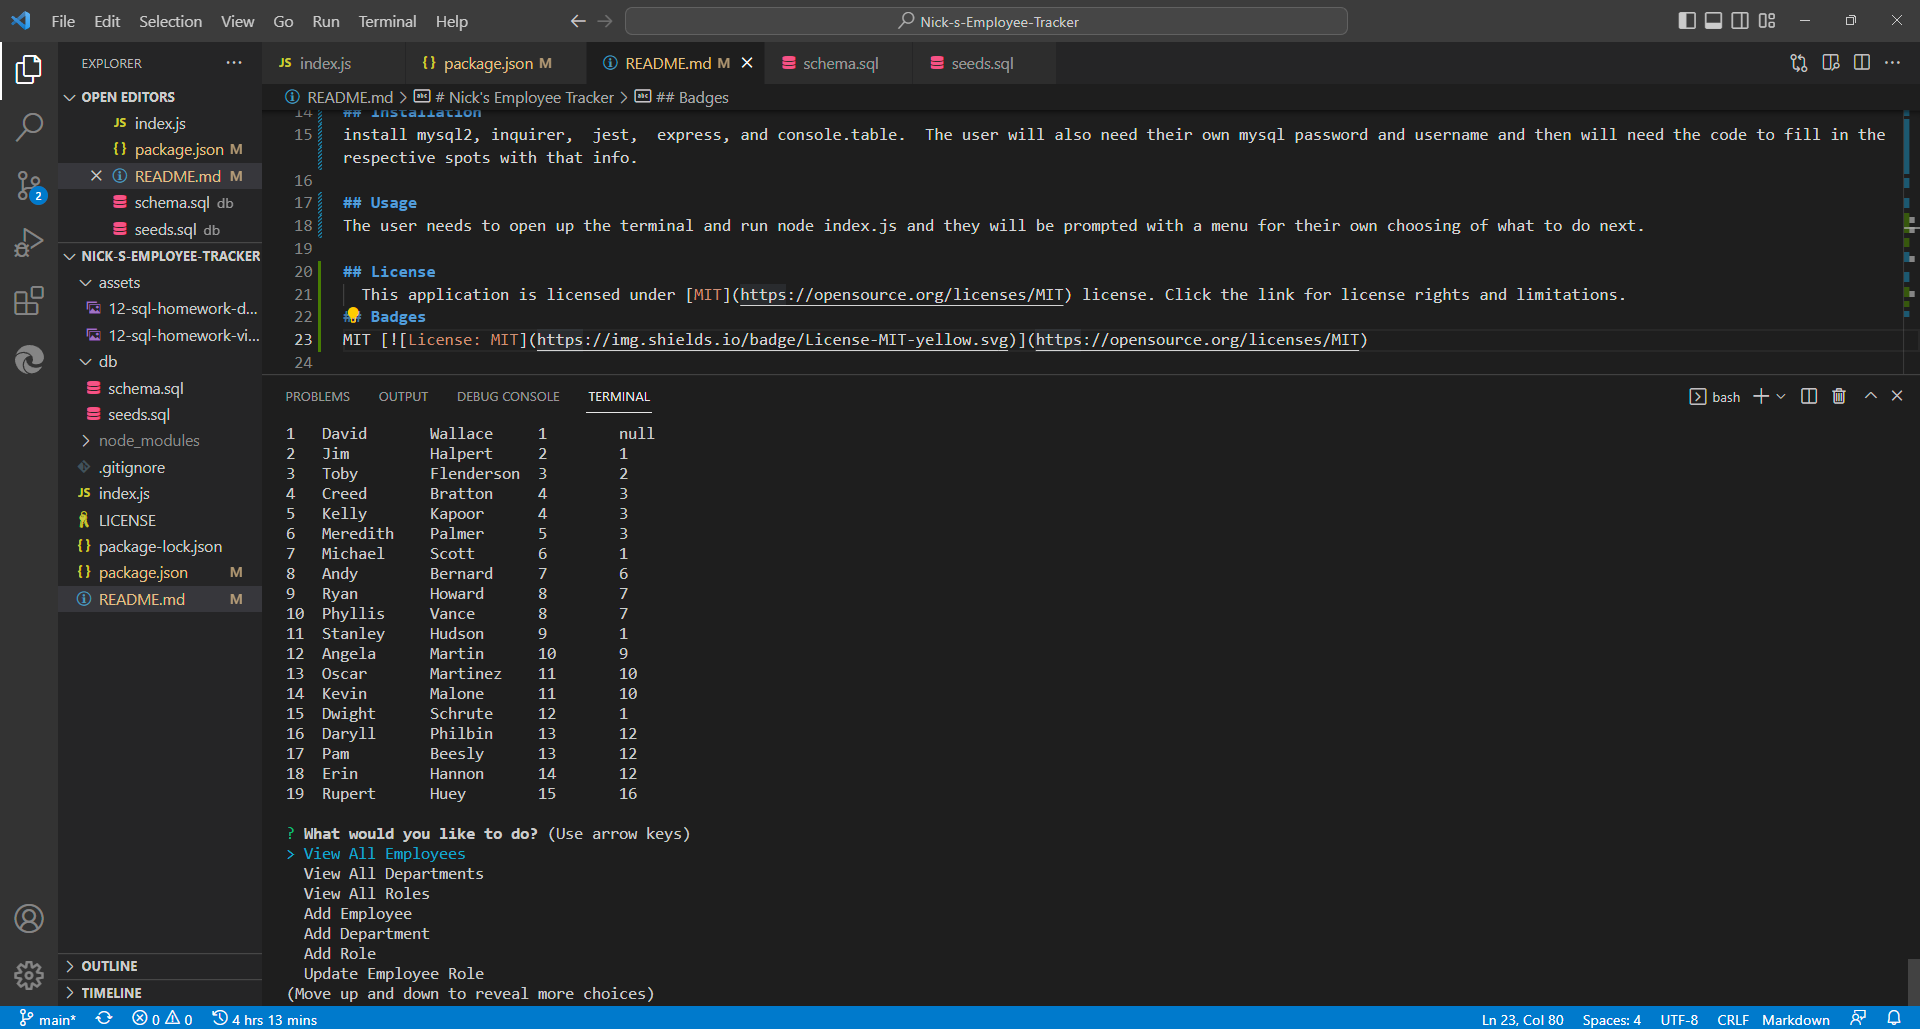 File Edit Selection View Go Run Terminal Help
Nick-s-Employee-Tracker
EXPLORER
JS index.js
{} package.json M
README.md M
schema.sql
seeds.sql
OPEN EDITORS
JS index.js
{} package.json M
README.md M
schema.sql db
seeds.sql db
2
NICK-S-EMPLOYEE-TRACKER
assets
12-sql-homework-d...
12-sql-homework-vi...
db
schema.sql
seeds.sql
node_modules
.gitignore
JS index.js
LICENSE
{} package-lock.json
{} package.json M
README.md M
OUTLINE
TIMELINE
README.md > # Nick's Employee Tracker > ## Badges
14 ## Installation
15 install mysql2, inquirer,  jest,  express, and console.table.  The user will also need their own mysql password and username and then will need the code to fill in the
respective spots with that info.
16
17 ## Usage
18 The user needs to open up the terminal and run node index.js and they will be prompted with a menu for their own choosing of what to do next.
19
20 ## License
21 This application is licensed under [MIT](https://opensource.org/licenses/MIT) license. Click the link for license rights and limitations.
22 ## Badges
23 MIT [![License: MIT](https://img.shields.io/badge/License-MIT-yellow.svg)](https://opensource.org/licenses/MIT)
24
PROBLEMS OUTPUT DEBUG CONSOLE TERMINAL
bash
1 David Wallace 1 null
2 Jim Halpert 2 1
3 Toby Flenderson 3 2
4 Creed Bratton 4 3
5 Kelly Kapoor 4 3
6 Meredith Palmer 5 3
7 Michael Scott 6 1
8 Andy Bernard 7 6
9 Ryan Howard 8 7
10 Phyllis Vance 8 7
11 Stanley Hudson 9 1
12 Angela Martin 10 9
13 Oscar Martinez 11 10
14 Kevin Malone 11 10
15 Dwight Schrute 12 1
16 Daryll Philbin 13 12
17 Pam Beesly 13 12
18 Erin Hannon 14 12
19 Rupert Huey 15 16
? What would you like to do? (Use arrow keys)
> View All Employees
View All Departments
View All Roles
Add Employee
Add Department
Add Role
Update Employee Role
(Move up and down to reveal more choices)
main* 0 0 4 hrs 13 mins
Ln 23, Col 80 Spaces: 4 UTF-8 CRLF Markdown